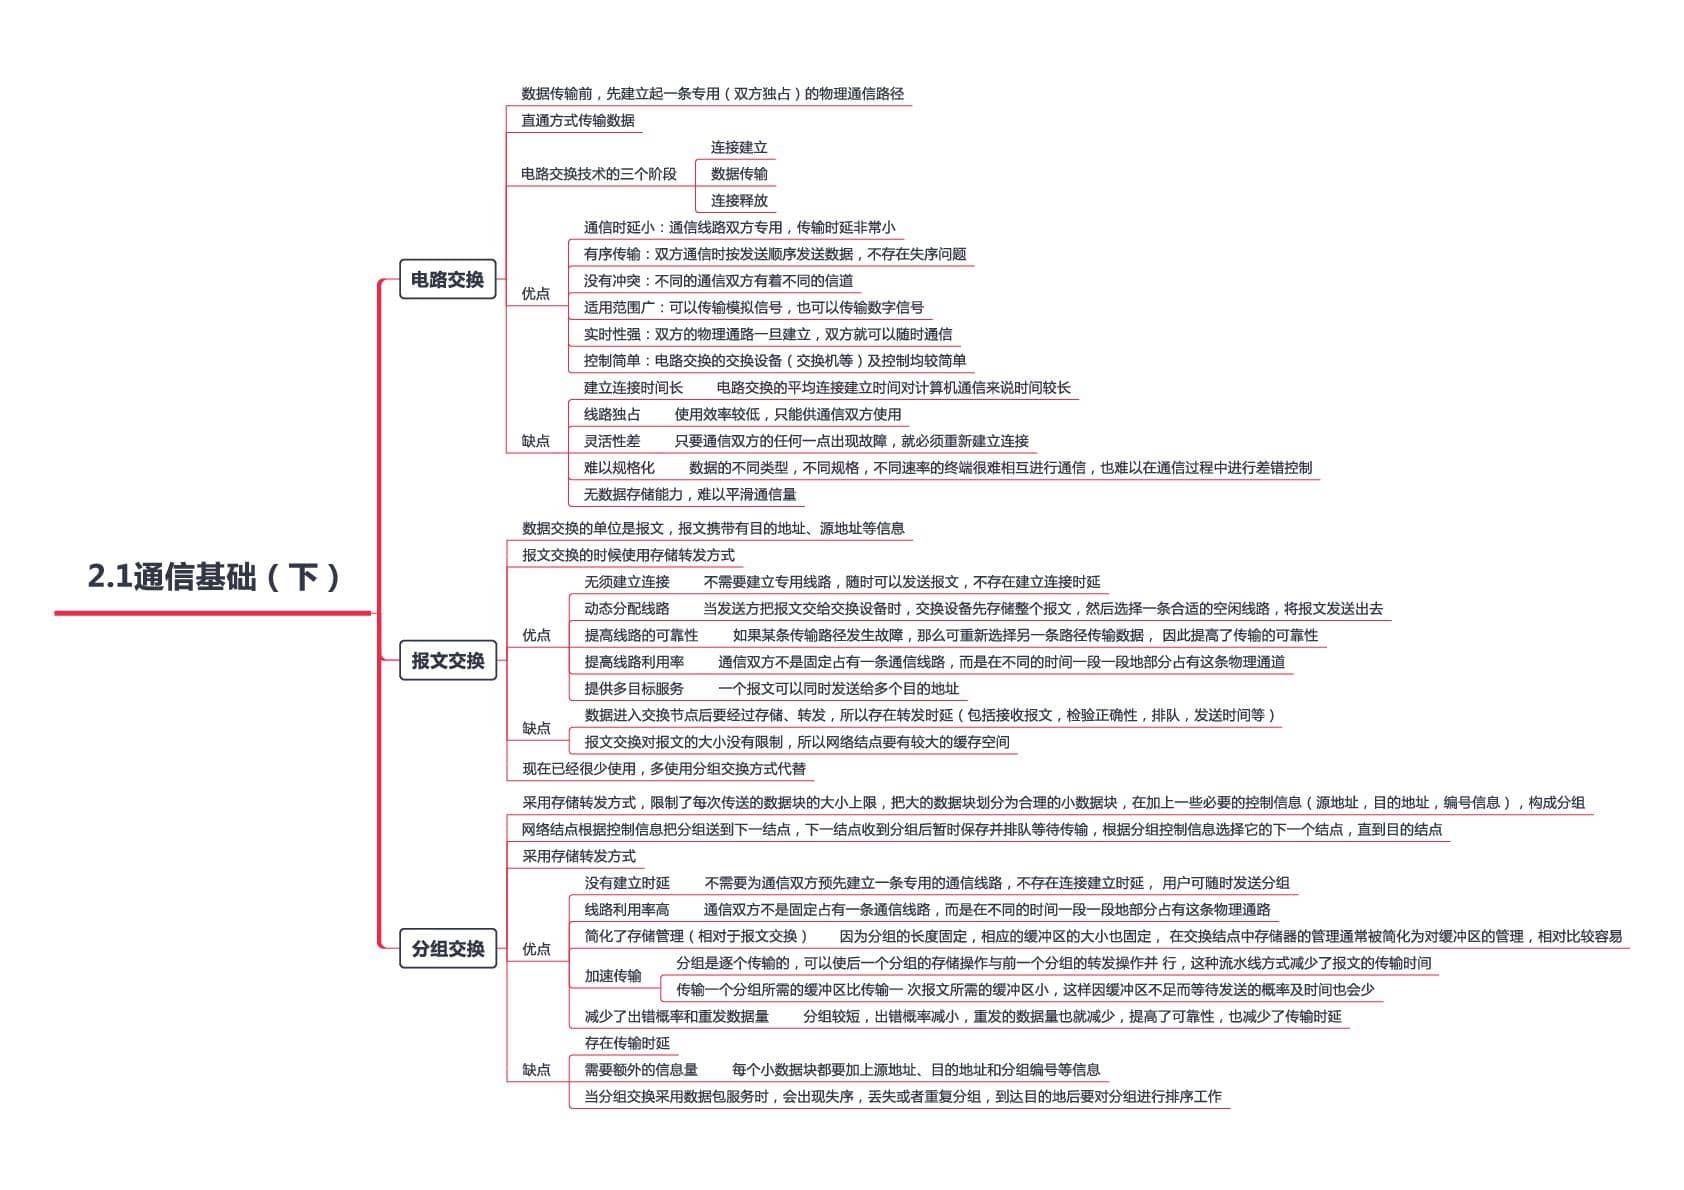 2.1通信基础（下）
电路交换
数据传输前，先建立起一条专用（双方独占）的物理通信路径
直通方式传输数据
电路交换技术的三个阶段
连接建立
数据传输
连接释放
优点
通信时延小：通信线路双方专用，传输时延非常小
有序传输：双方通信时按发送顺序发送数据，不存在失序问题
没有冲突：不同的通信双方有着不同的信道
适用范围广：可以传输模拟信号，也可以传输数字信号
实时性强：双方的物理通路一旦建立，双方就可以随时通信
控制简单：电路交换的交换设备（交换机等）及控制均较简单
缺点
建立连接时间长 电路交换的平均连接建立时间对计算机通信来说时间较长
线路独占 使用效率较低，只能供通信双方使用
灵活性差 只要通信双方的任何一点出现故障，就必须重新建立连接
难以规格化 数据的不同类型，不同规格，不同速率的终端很难相互进行通信，也难以在通信过程中进行差错控制
无数据存储能力，难以平滑通信量
报文交换
数据交换的单位是报文，报文携带有目的地址、源地址等信息
报文交换的时候使用存储转发方式
优点
无须建立连接 不需要建立专用线路，随时可以发送报文，不存在建立连接时延
动态分配线路 当发送方把报文交给交换设备时，交换设备先存储整个报文，然后选择一条合适的空闲线路，将报文发送出去
提高线路的可靠性 如果某条传输路径发生故障，那么可重新选择另一条路径传输数据， 因此提高了传输的可靠性
提高线路利用率 通信双方不是固定占有一条通信线路，而是在不同的时间一段一段地部分占有这条物理通道
提供多目标服务 一个报文可以同时发送给多个目的地址
缺点
数据进入交换节点后要经过存储、转发，所以存在转发时延（包括接收报文，检验正确性，排队，发送时间等）
报文交换对报文的大小没有限制，所以网络结点要有较大的缓存空间
现在已经很少使用，多使用分组交换方式代替
分组交换
采用存储转发方式，限制了每次传送的数据块的大小上限，把大的数据块划分为合理的小数据块，在加上一些必要的控制信息（源地址，目的地址，编号信息），构成分组
网络结点根据控制信息把分组送到下一结点，下一结点收到分组后暂时保存并排队等待传输，根据分组控制信息选择它的下一个结点，直到目的结点
采用存储转发方式
优点
没有建立时延 不需要为通信双方预先建立一条专用的通信线路，不存在连接建立时延， 用户可随时发送分组
线路利用率高 通信双方不是固定占有一条通信线路，而是在不同的时间一段一段地部分占有这条物理通路
简化了存储管理（相对于报文交换） 因为分组的长度固定，相应的缓冲区的大小也固定， 在交换结点中存储器的管理通常被简化为对缓冲区的管理，相对比较容易
加速传输
分组是逐个传输的，可以使后一个分组的存储操作与前一个分组的转发操作并 行，这种流水线方式减少了报文的传输时间
传输一个分组所需的缓冲区比传输一 次报文所需的缓冲区小，这样因缓冲区不足而等待发送的概率及时间也会少
减少了出错概率和重发数据量 分组较短，出错概率减小，重发的数据量也就减少，提高了可靠性，也减少了传输时延
缺点
存在传输时延
需要额外的信息量 每个小数据块都要加上源地址、目的地址和分组编号等信息
当分组交换采用数据包服务时，会出现失序，丢失或者重复分组，到达目的地后要对分组进行排序工作